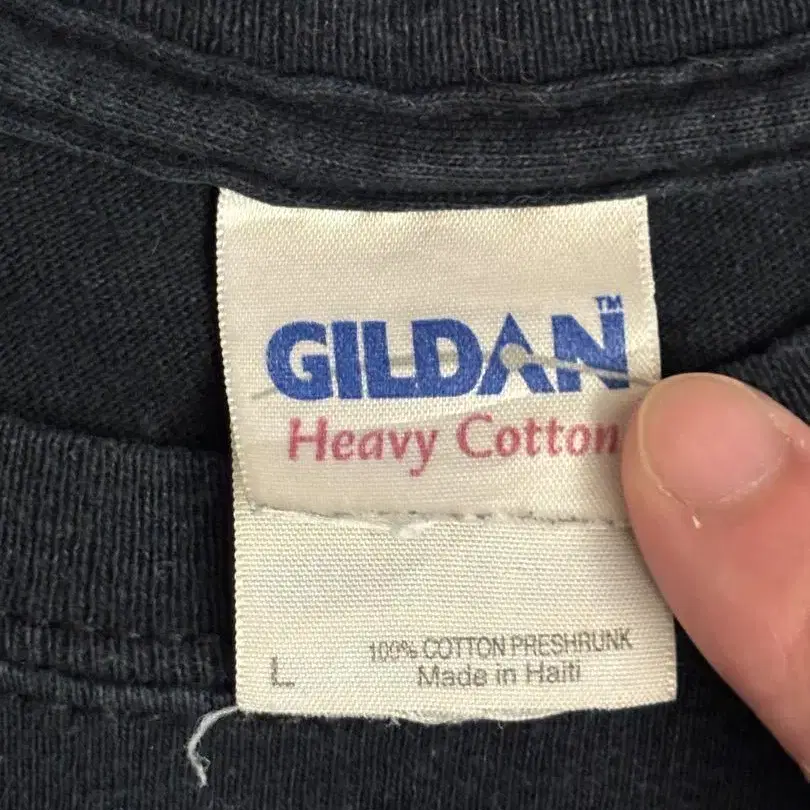 GILDAN™
Heavy Cotton
100% COTTON PRESHRUNK
L Made in Haiti